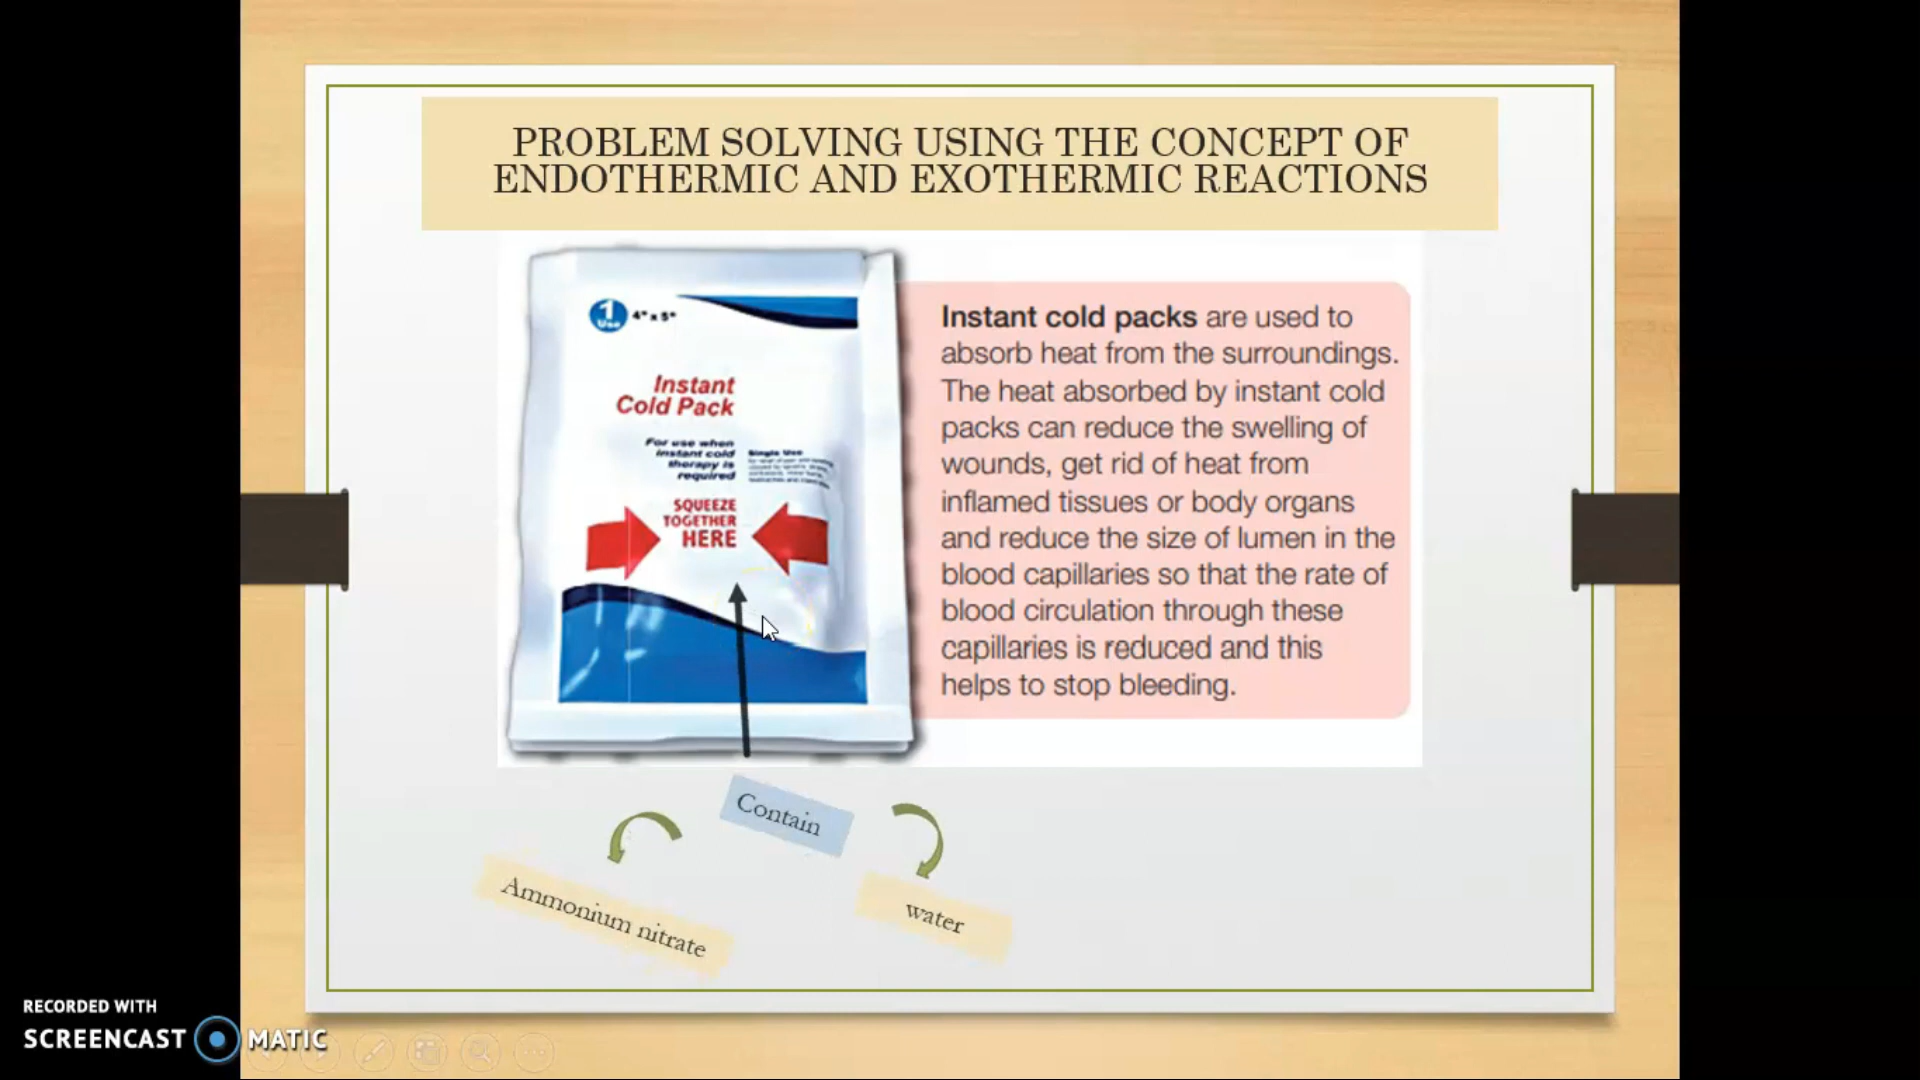 PROBLEM SOLVING USING THE CONCEPT OF
ENDOTHERMIC AND EXOTHERMIC REACTIONS
1
Use
4" x 5"
Instant
Cold Pack
For use when
instant cold
therapy is
required
Single Use
SQUEEZE
TOGETHER
HERE
Instant cold packs are used to
absorb heat from the surroundings.
The heat absorbed by instant cold
packs can reduce the swelling of
wounds, get rid of heat from
inflamed tissues or body organs
and reduce the size of lumen in the
blood capillaries so that the rate of
blood circulation through these
capillaries is reduced and this
helps to stop bleeding.
Contain
Ammonium nitrate
water
RECORDED WITH
SCREENCAST MATIC